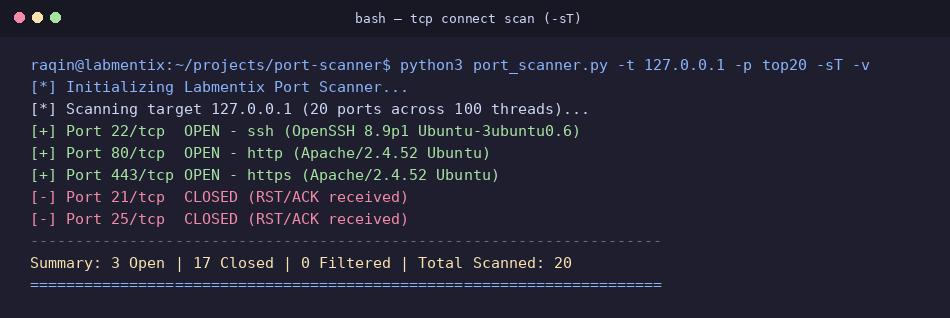 bash — tcp connect scan (-sT)
raqin@labmentix:~/projects/port-scanner$ python3 port_scanner.py -t 127.0.0.1 -p top20 -sT -v
[*] Initializing Labmentix Port Scanner...
[*] Scanning target 127.0.0.1 (20 ports across 100 threads)...
[+] Port 22/tcp  OPEN - ssh (OpenSSH 8.9p1 Ubuntu-3ubuntu0.6)
[+] Port 80/tcp  OPEN - http (Apache/2.4.52 Ubuntu)
[+] Port 443/tcp OPEN - https (Apache/2.4.52 Ubuntu)
[-] Port 21/tcp  CLOSED (RST/ACK received)
[-] Port 25/tcp  CLOSED (RST/ACK received)
----------------------------------------------------------------------
Summary: 3 Open | 17 Closed | 0 Filtered | Total Scanned: 20
======================================================================